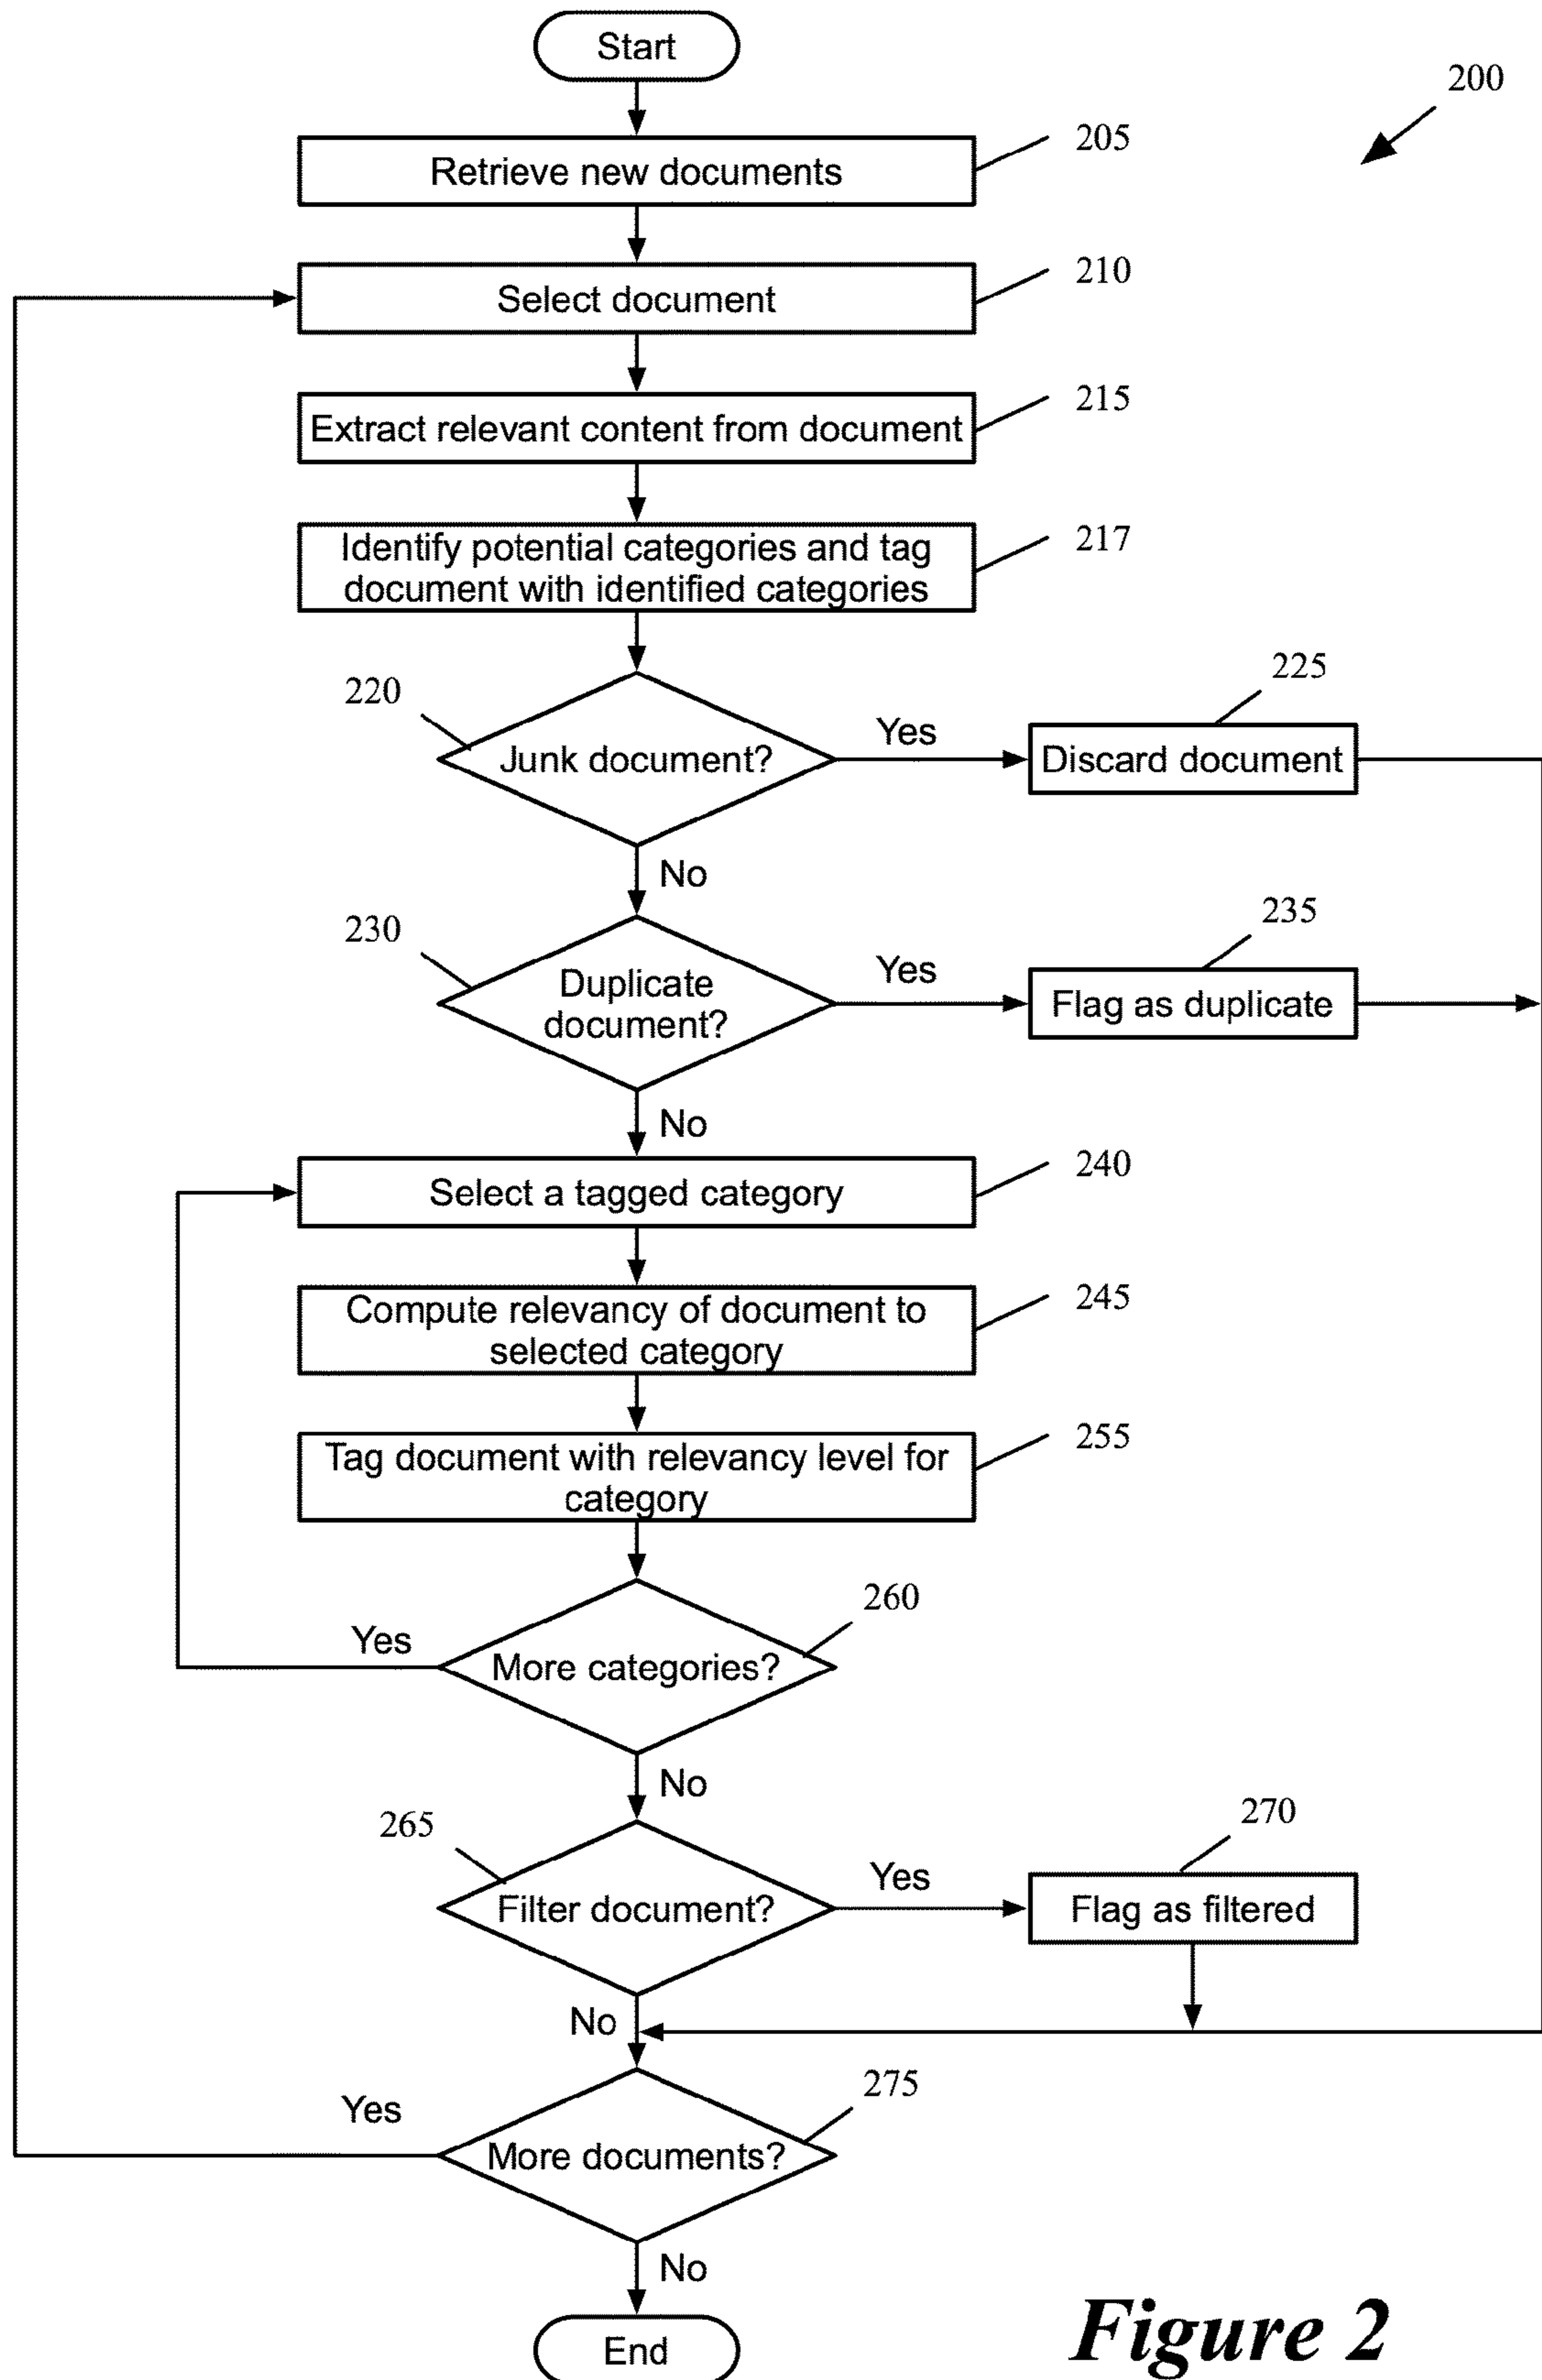 Start
200
Retrieve new documents
205
Select document
210
Extract relevant content from document
215
Identify potential categories and tag
document with identified categories
217
220
Junk document?
Yes
225
Discard document
No
230
Duplicate
document?
Yes
235
Flag as duplicate
No
Select a tagged category
240
Compute relevancy of document to
selected category
245
Tag document with relevancy level for
category
255
260
More categories?
Yes
No
265
Filter document?
Yes
270
Flag as filtered
No
275
More documents?
Yes
No
End
Figure 2